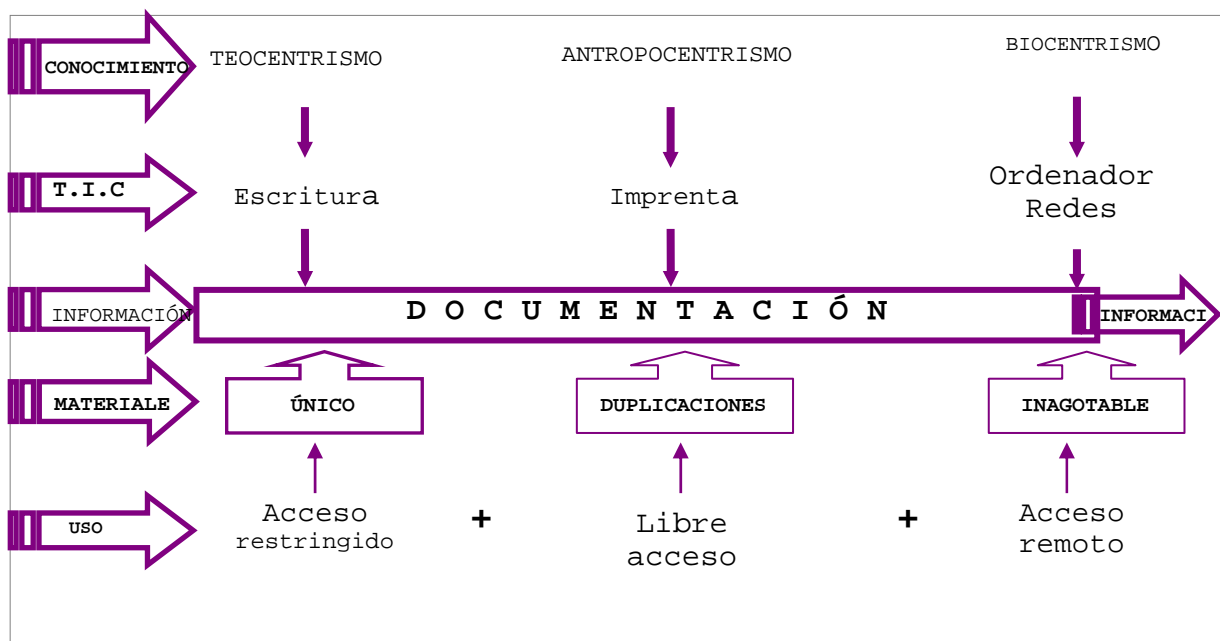 CONOCIMIENTO
TEOCENTRISMO
ANTROPOCENTRISMO
BIOCENTRISMO
T.I.C
Escritura
Imprenta
Ordenador
Redes
INFORMACIÓN
DOCUMENTACIÓN
INFORMACI
MATERIALE
ÚNICO
DUPLICACIONES
INAGOTABLE
USO
Acceso
restringido
+
Libre
acceso
+
Acceso
remoto